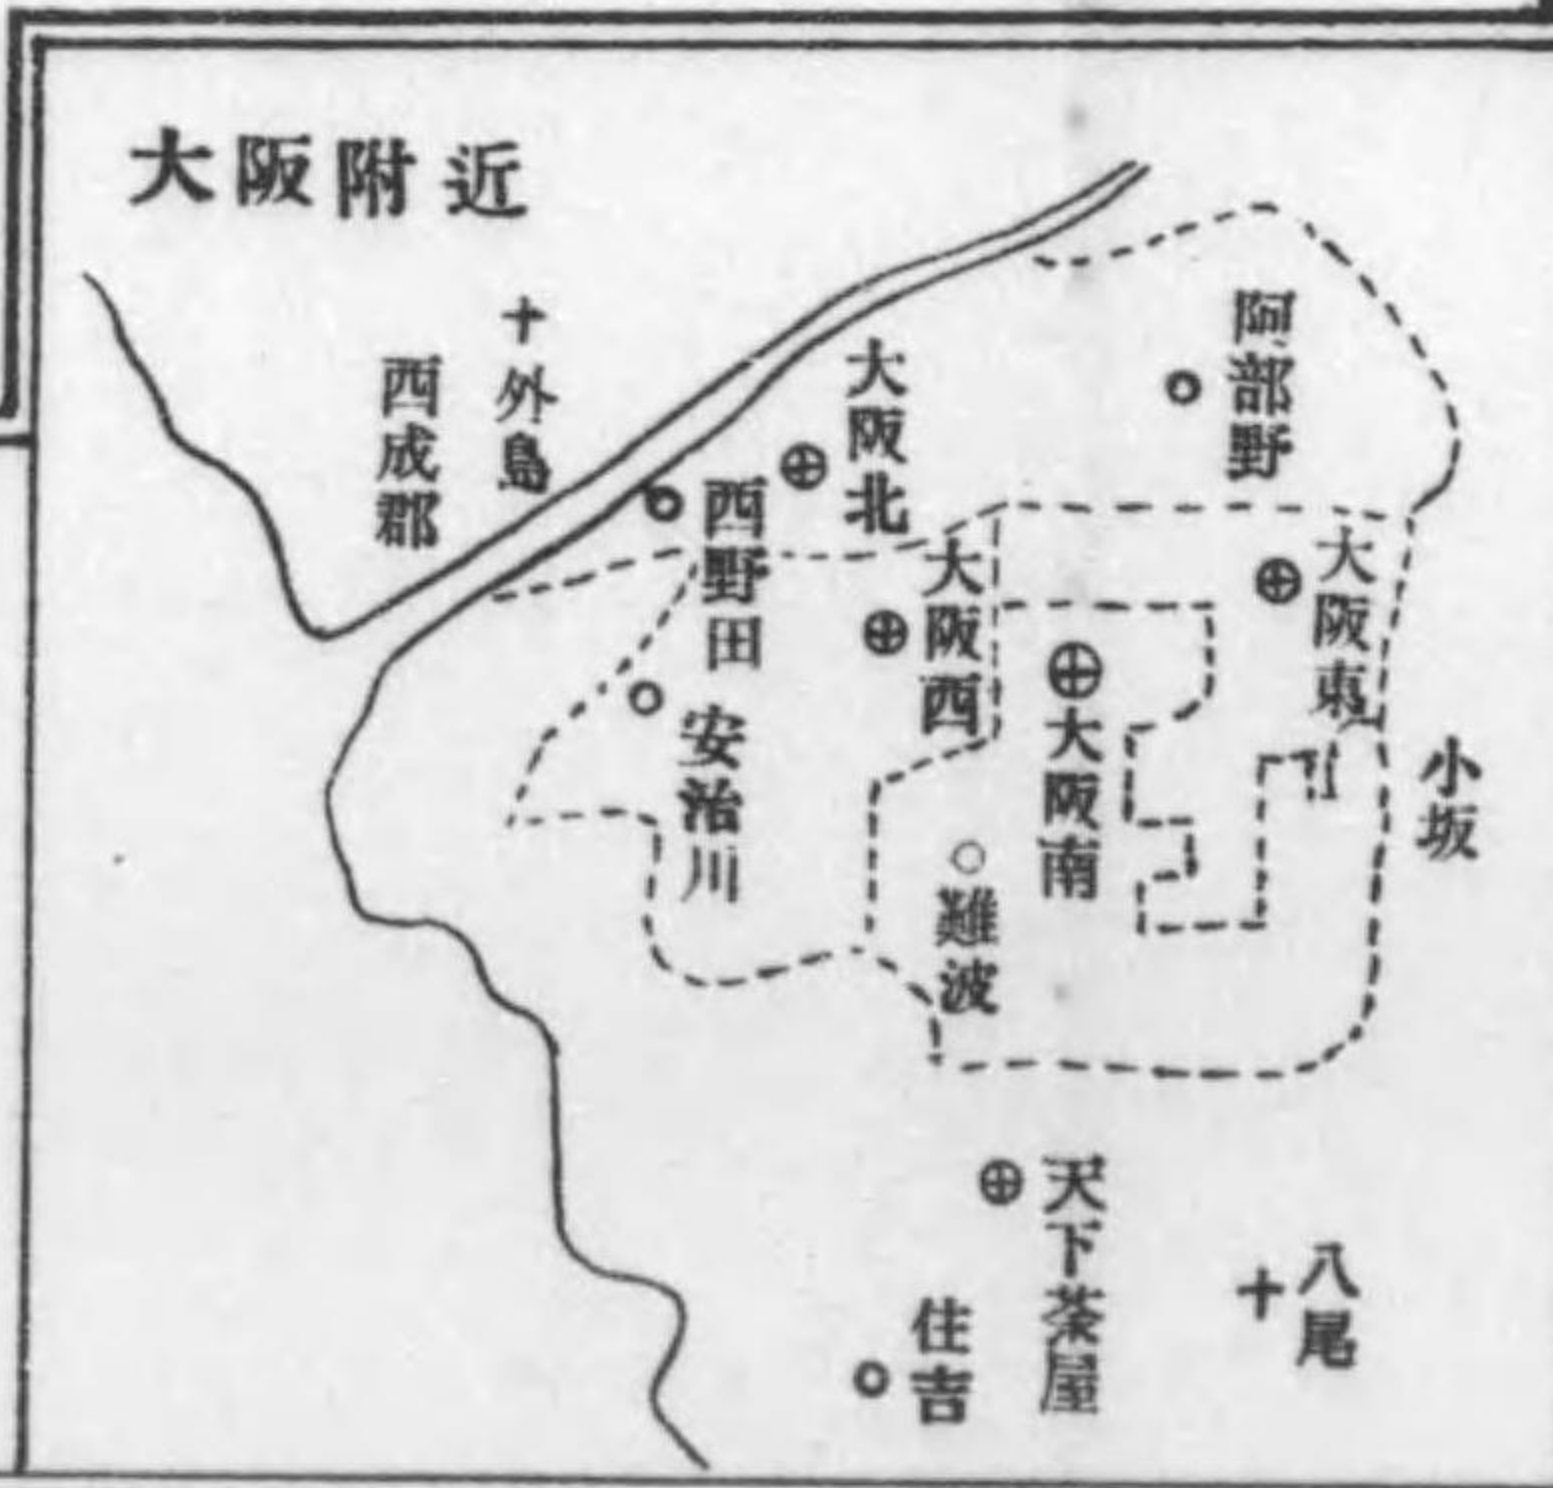 大阪附近
外島
西成郡
阿部野
大阪北
西野田
大阪西
大阪東
大阪南
安治川
難波
小坂
天下茶屋
八尾
住吉